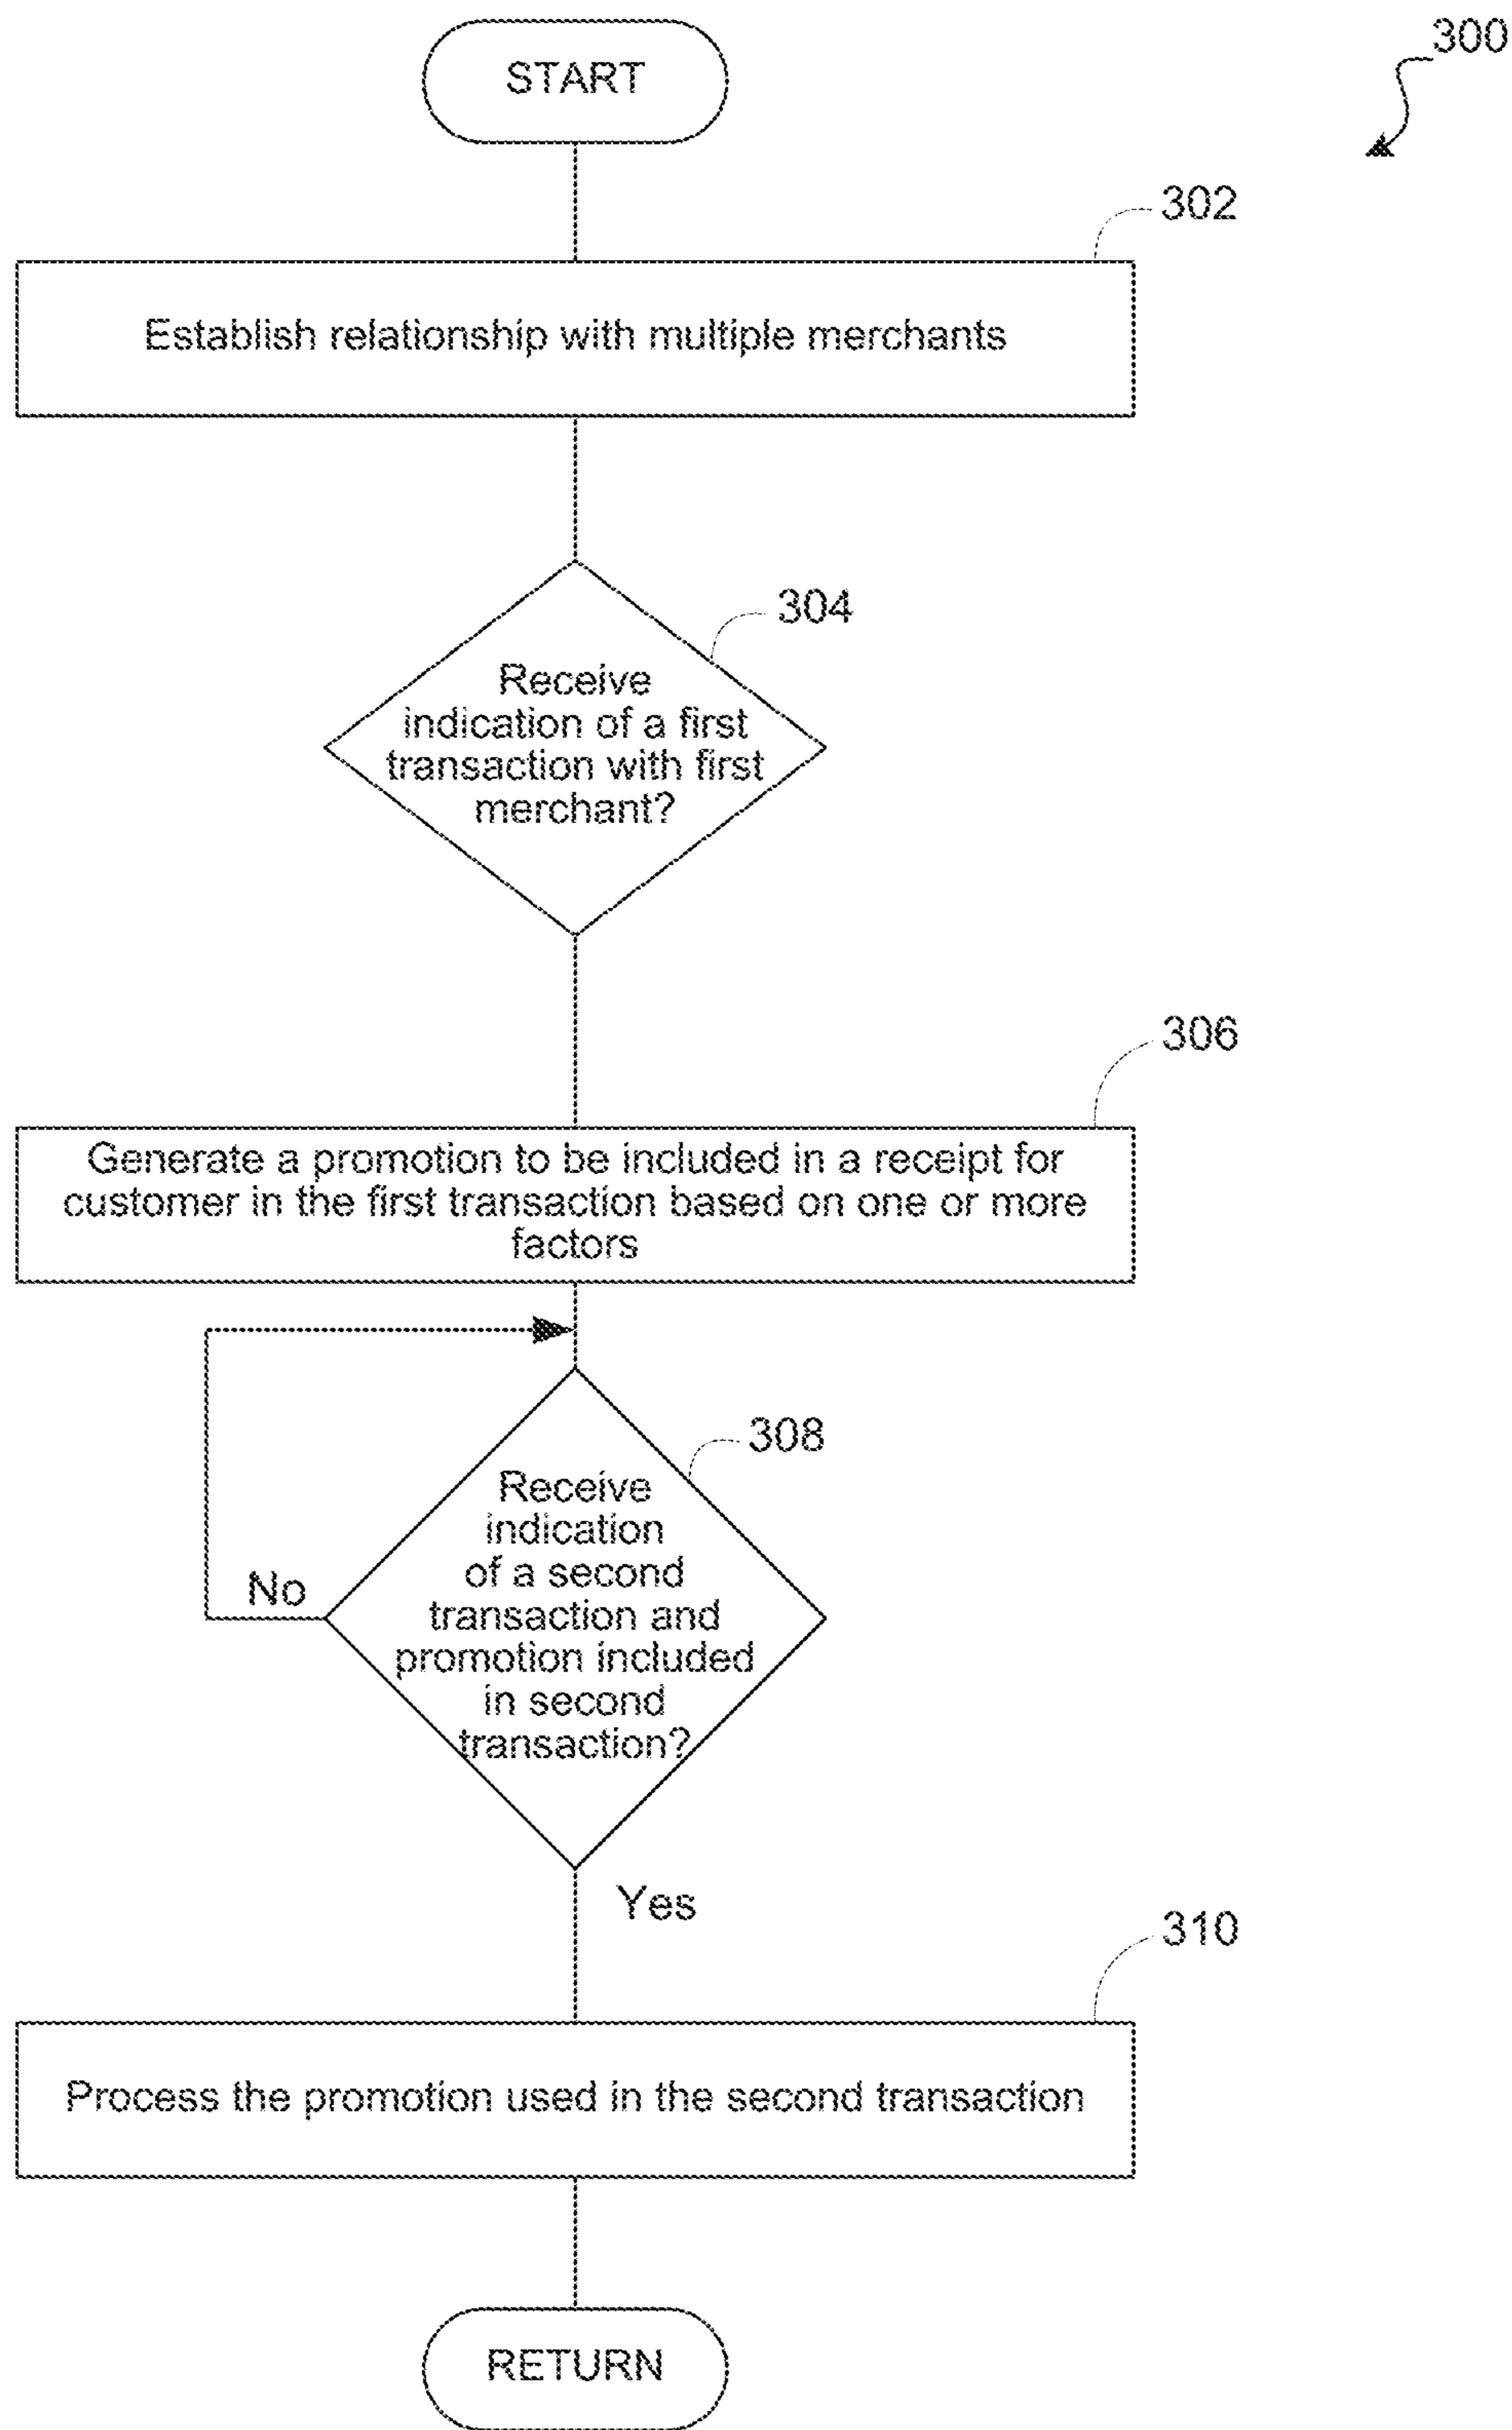 START
300
302
Establish relationship with multiple merchants
304
Receive
indication of a first
transaction with first
merchant?
306
Generate a promotion to be included in a receipt for
customer in the first transaction based on one or more
factors
308
Receive
indication
of a second
transaction and
promotion included
in second
transaction?
No
Yes
310
Process the promotion used in the second transaction
RETURN